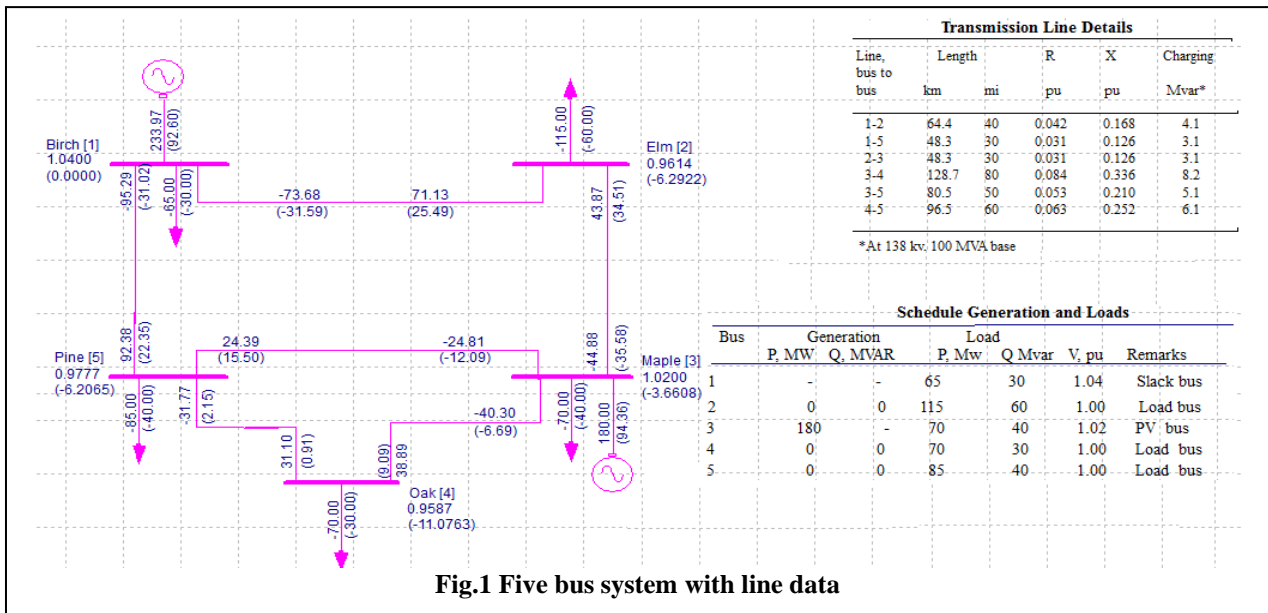 233.97
(92.60)
Birch [1]
1.0400
(0.0000)
-95.29
(-31.02)
-65.00
(-30.00)
-73.68
(-31.59)
71.13
(25.49)
-115.00
(-60.00)
Elm [2]
0.9614
(-6.2922)
43.87
(34.51)
92.38
(22.35)
Pine [5]
0.9777
(-6.2065)
24.39
(15.50)
-24.81
(-12.09)
-44.88
(-35.58)
Maple [3]
1.0200
(-3.6608)
-85.00
(-40.00)
-31.77
(2.15)
-40.30
(-6.69)
-70.00
(-40.00)
180.00
(94.36)
31.10
(0.91)
(9.09)
38.89
Oak [4]
0.9587
(-11.0763)
-70.00
(-30.00)
Transmission Line Details
Line, bus to bus Length R X Charging
km mi pu pu Mvar*
1-2 64.4 40 0.042 0.168 4.1
1-5 48.3 30 0.031 0.126 3.1
2-3 48.3 30 0.031 0.126 3.1
3-4 128.7 80 0.084 0.336 8.2
3-5 80.5 50 0.053 0.210 5.1
4-5 96.5 60 0.063 0.252 6.1
*At 138 kv, 100 MVA base
Schedule Generation and Loads
Bus Generation Load
P, MW Q, MVAR P, Mw Q Mvar V, pu Remarks
1 - - 65 30 1.04 Slack bus
2 0 0 115 60 1.00 Load bus
3 180 - 70 40 1.02 PV bus
4 0 0 70 30 1.00 Load bus
5 0 0 85 40 1.00 Load bus
Fig.1 Five bus system with line data